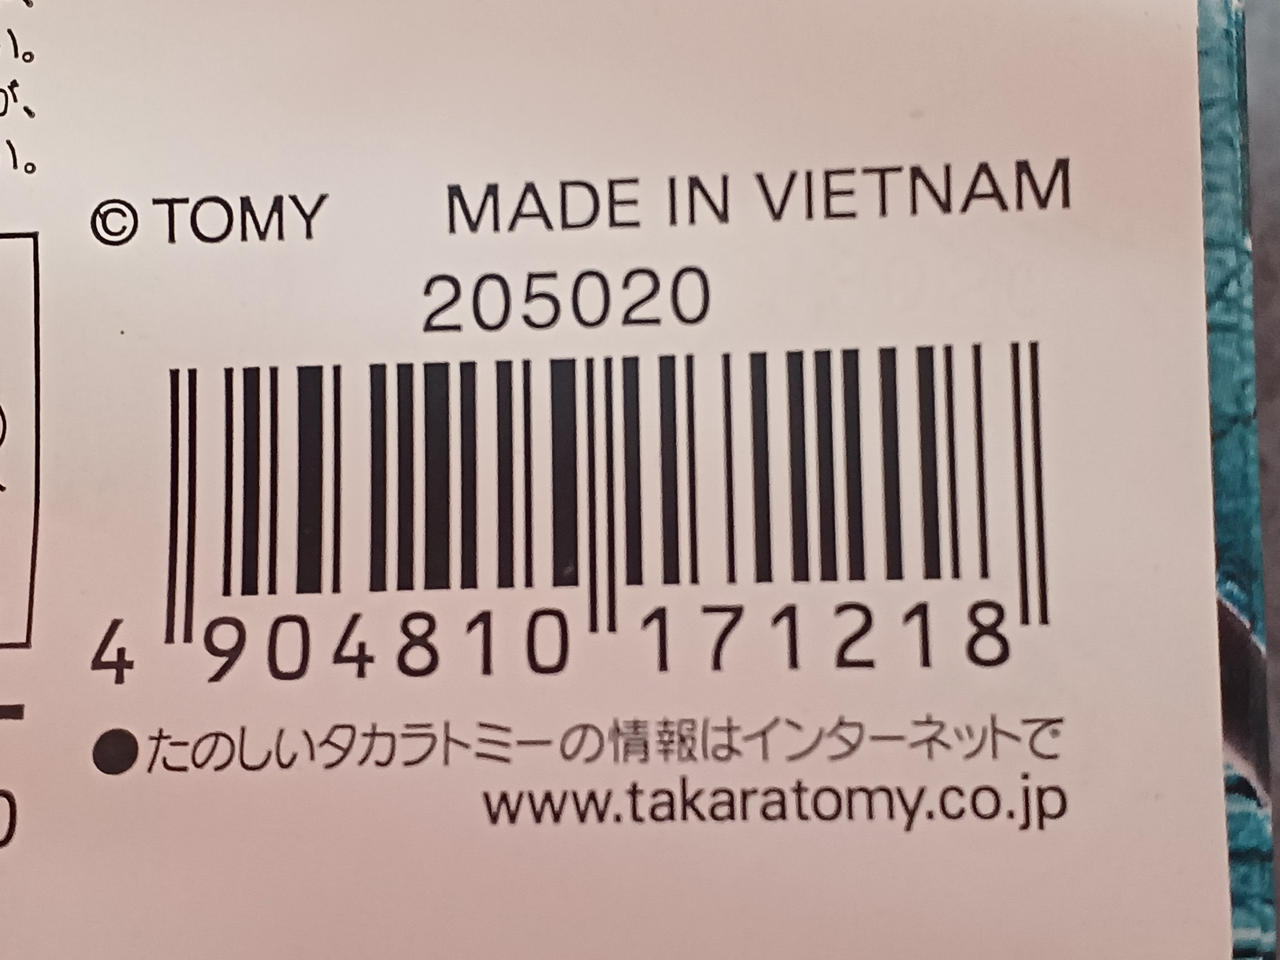 © TOMY MADE IN VIETNAM
205020
4 904810 171218
●たのしいタカラトミーの情報はインターネットで
www.takaratomy.co.jp